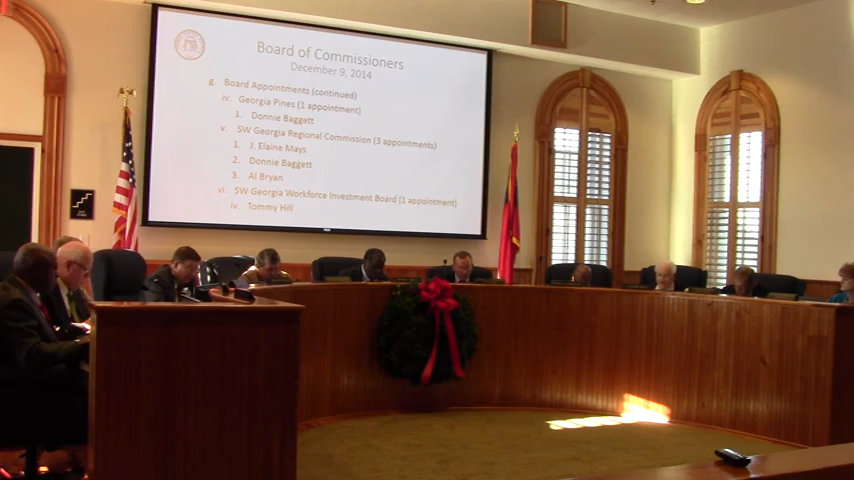 Board of Commissioners
December 9, 2014
g. Board Appointments (continued)
iv. Georgia Pines (1 appointment)
1. Donnie Baggett
v. SW Georgia Regional Commission (3 appointments)
1. J. Elaine Mays
2. Donnie Baggett
3. Al Bryan
vi. SW Georgia Workforce Investment Board (1 appointment)
iv. Tommy Hill